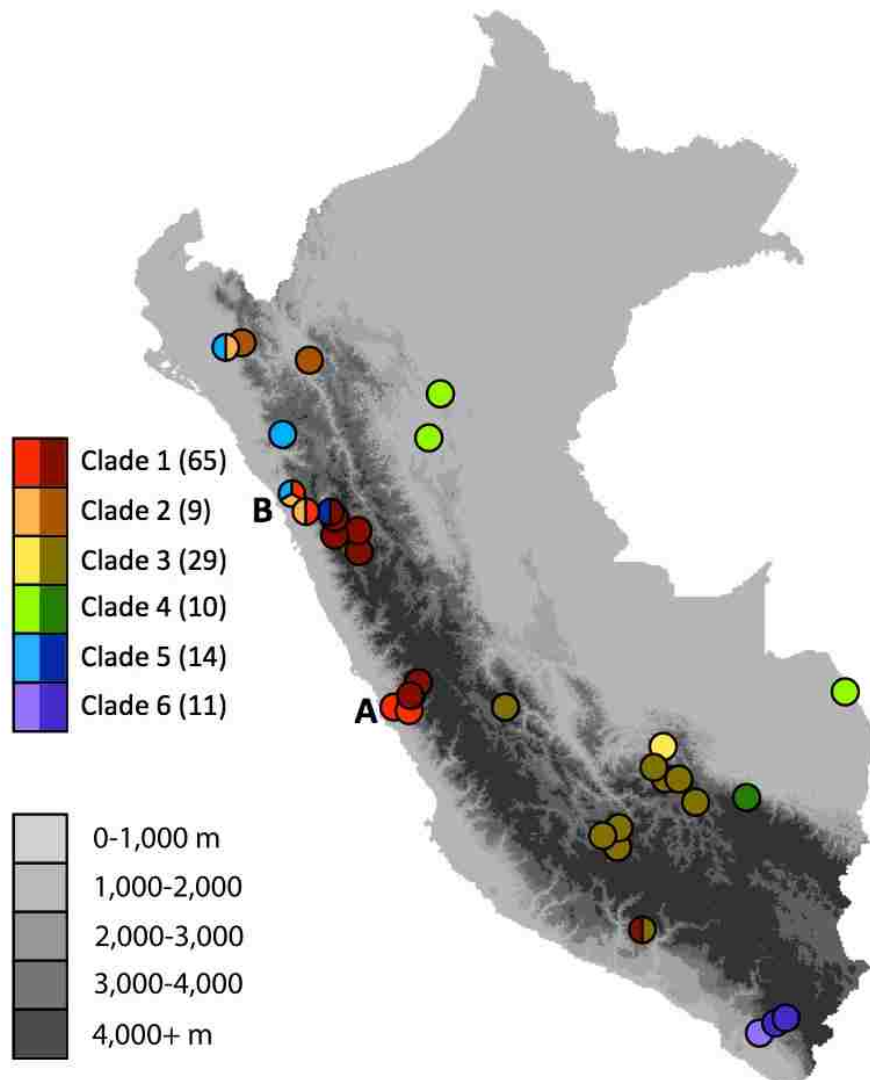 B
Clade 1 (65)
Clade 2 (9)
Clade 3 (29)
Clade 4 (10)
Clade 5 (14)
Clade 6 (11)
A
0-1,000 m
1,000-2,000
2,000-3,000
3,000-4,000
4,000+ m